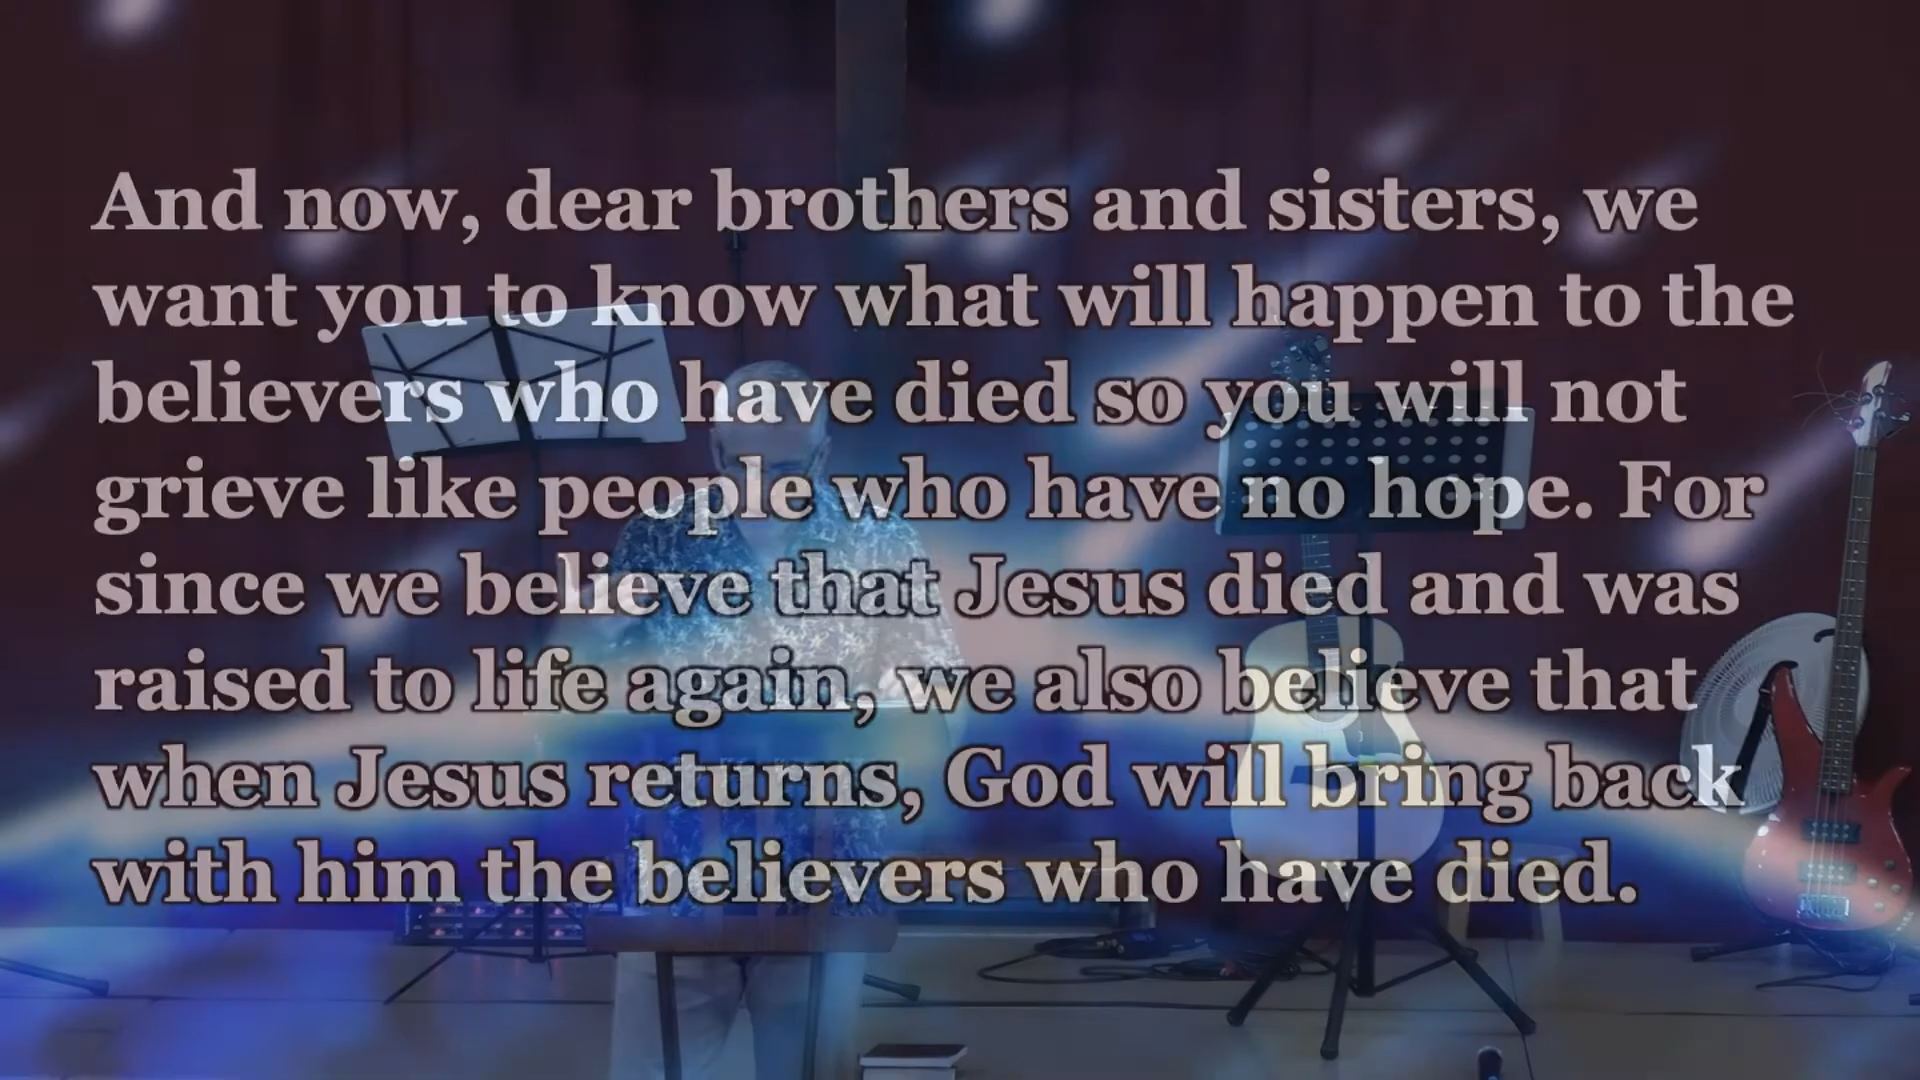 And now, dear brothers and sisters, we
want you to know what will happen to the
believers who have died so you will not
grieve like people who have no hope. For
since we believe that Jesus died and was
raised to life again, we also believe that
when Jesus returns, God will bring back
with him the believers who have died.